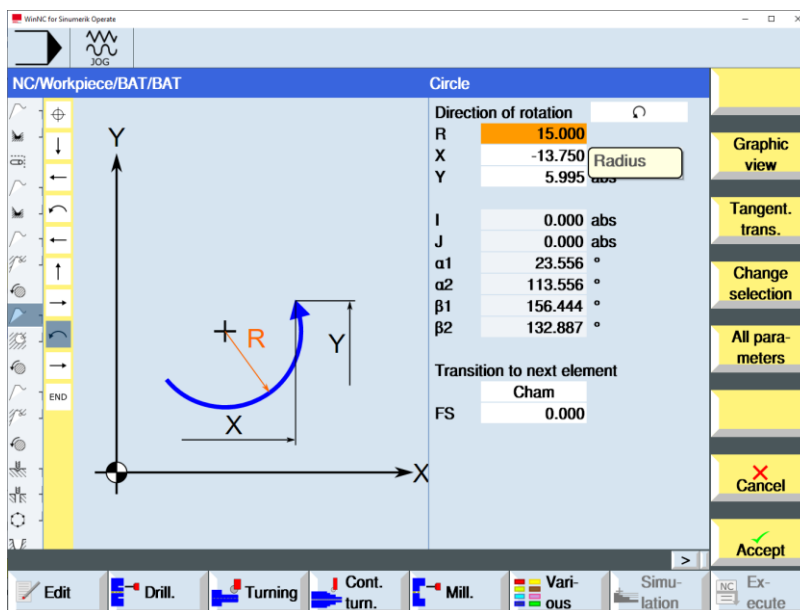 WinNC for Sinumerik Operate
JOG
NC/Workpiece/BAT/BAT
Circle
Direction of rotation
R 15.000
X -13.750
Radius
Y 5.995 abs
I 0.000 abs
J 0.000 abs
α1 23.556 °
α2 113.556 °
β1 156.444 °
β2 132.887 °
Transition to next element
Cham
FS 0.000
END
Y
R
Y
X
X
Graphic
view
Tangent.
trans.
Change
selection
All para-
meters
Cancel
Accept
>
Edit
Drill.
Turning
Cont.
turn.
Mill.
Vari-
ous
Simu-
lation
NC
Ex-
ecute